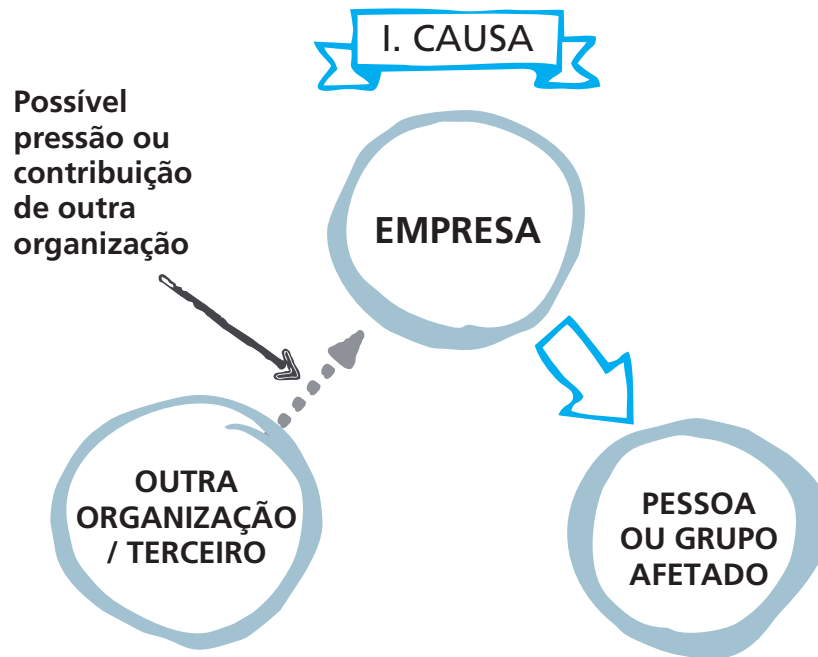 I. CAUSA
Possível
pressão ou
contribuição
de outra
organização
EMPRESA
OUTRA
ORGANIZAÇÃO
/ TERCEIRO
PESSOA
OU GRUPO
AFETADO